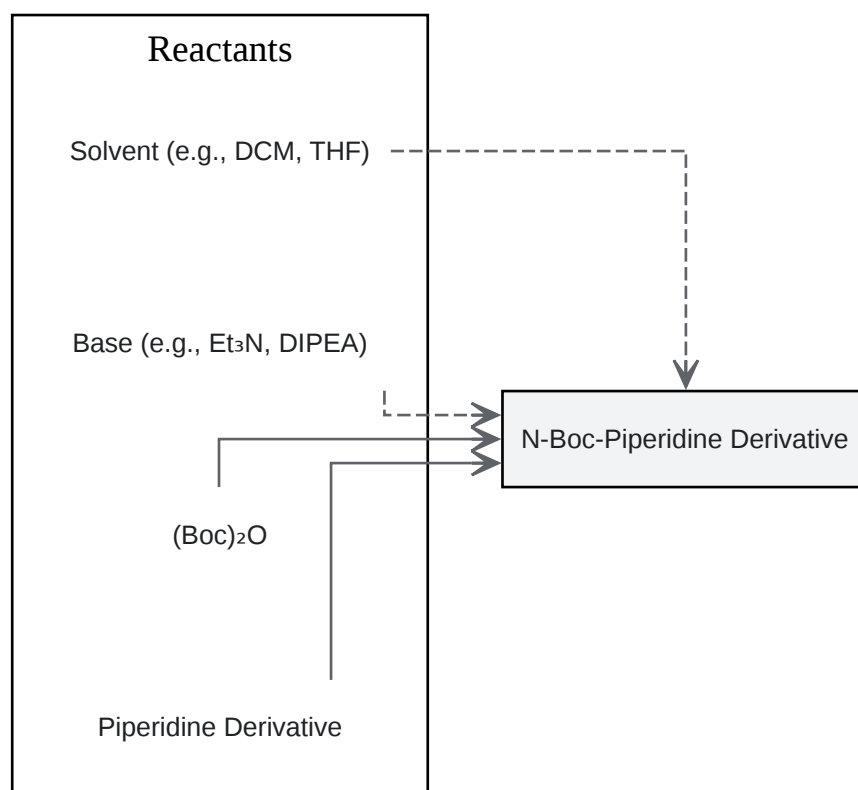 Reactants
Solvent (e.g., DCM, THF)
Base (e.g., Et₃N, DIPEA)
N-Boc-Piperidine Derivative
(Boc)₂O
Piperidine Derivative